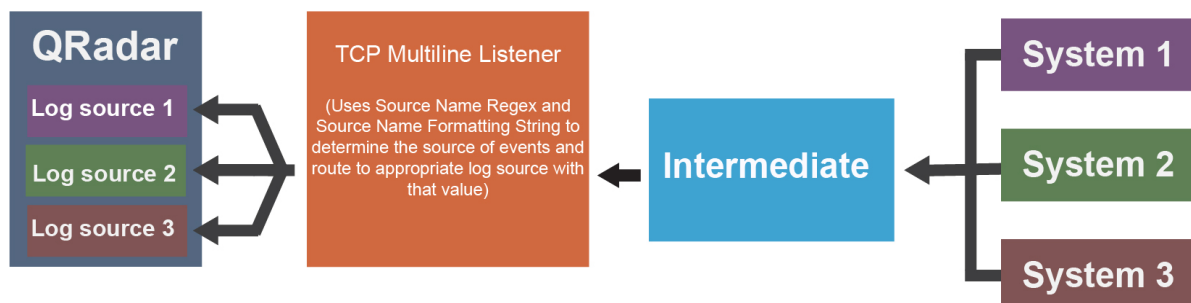 QRadar
Log source 1
Log source 2
Log source 3
TCP Multiline Listener
(Uses Source Name Regex and
Source Name Formatting String to
determine the source of events and
route to appropriate log source with
that value)
Intermediate
System 1
System 2
System 3